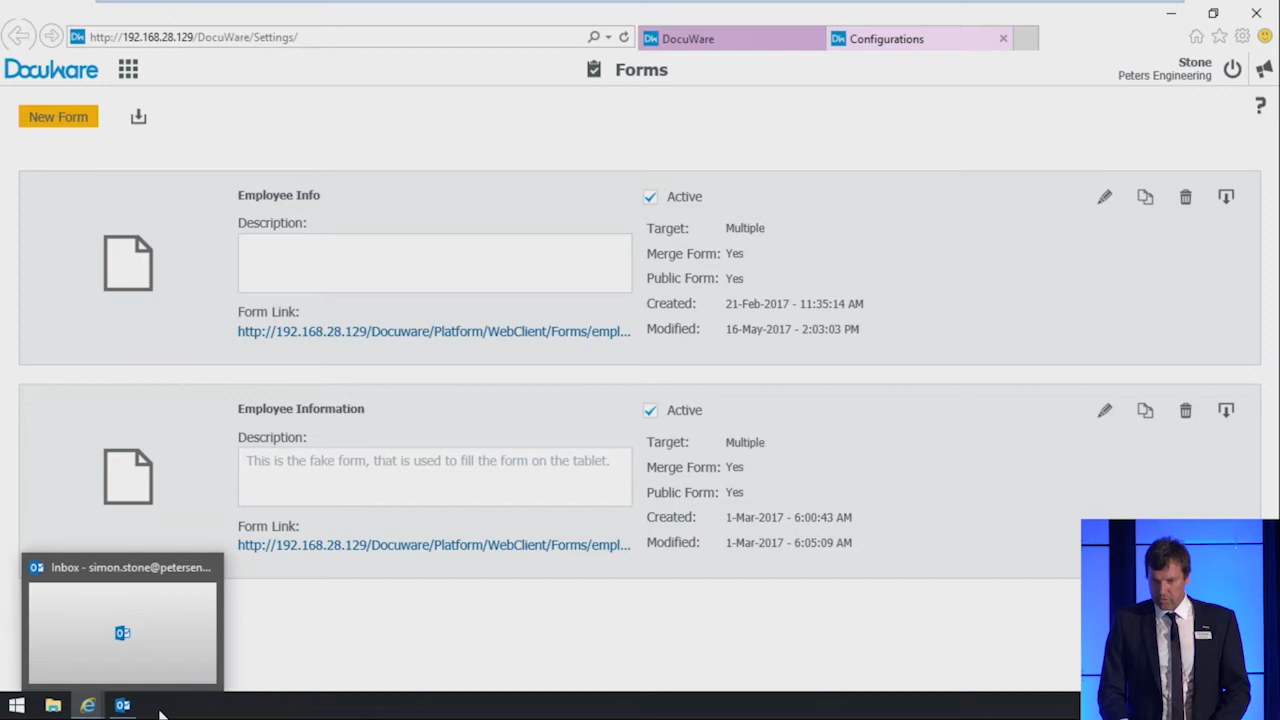 http://192.168.28.129/DocuWare/Settings/
DocuWare
Configurations
DocuWare
Forms
Stone
Peters Engineering
New Form
?
Employee Info
Description:
Form Link:
http://192.168.28.129/Docuware/Platform/WebClient/Forms/empl...
Active
Target: Multiple
Merge Form: Yes
Public Form: Yes
Created: 21-Feb-2017 - 11:35:14 AM
Modified: 16-May-2017 - 2:03:03 PM
Employee Information
Description:
This is the fake form, that is used to fill the form on the tablet.
Form Link:
http://192.168.28.129/Docuware/Platform/WebClient/Forms/empl...
Active
Target: Multiple
Merge Form: Yes
Public Form: Yes
Created: 1-Mar-2017 - 6:00:43 AM
Modified: 1-Mar-2017 - 6:05:09 AM
Inbox - simon.stone@petersen...